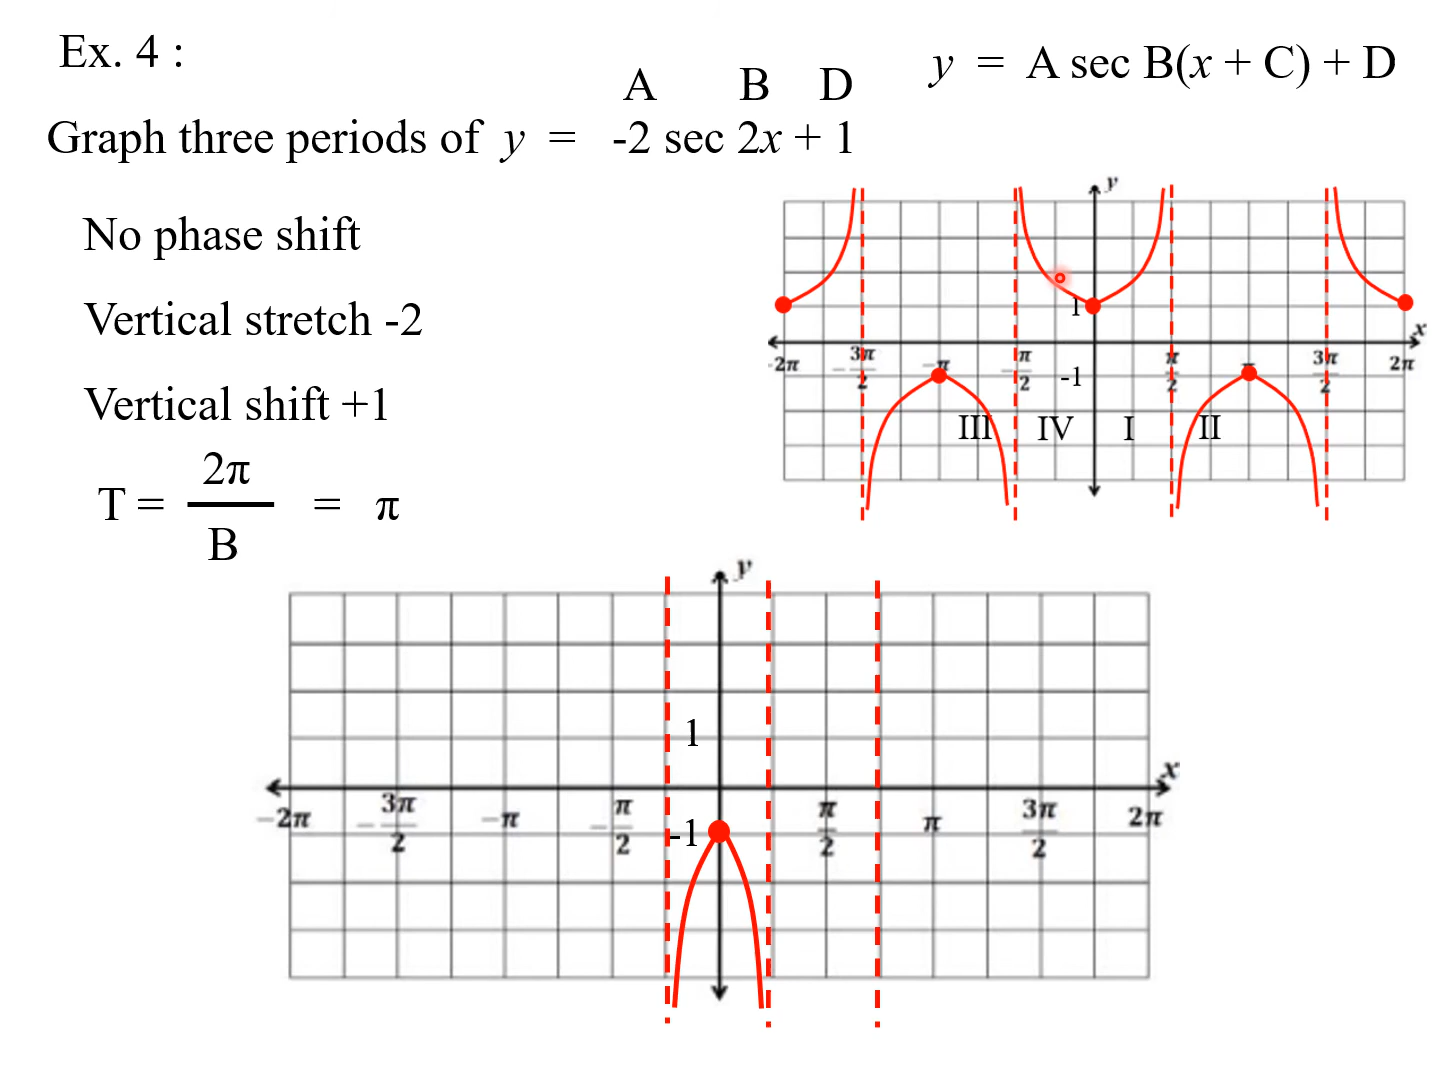 Ex. 4 :
y = A sec B(x + C) + D
A B D
Graph three periods of y = -2 sec 2x + 1
No phase shift
Vertical stretch -2
Vertical shift +1
T = 2π / B = π
y
1
x
-2π -3π/2 -π -π/2 π/2 3π/2 2π
-1
III IV I II
y
1
x
-2π -3π/2 -π -π/2 π/2 π 3π/2 2π
-1